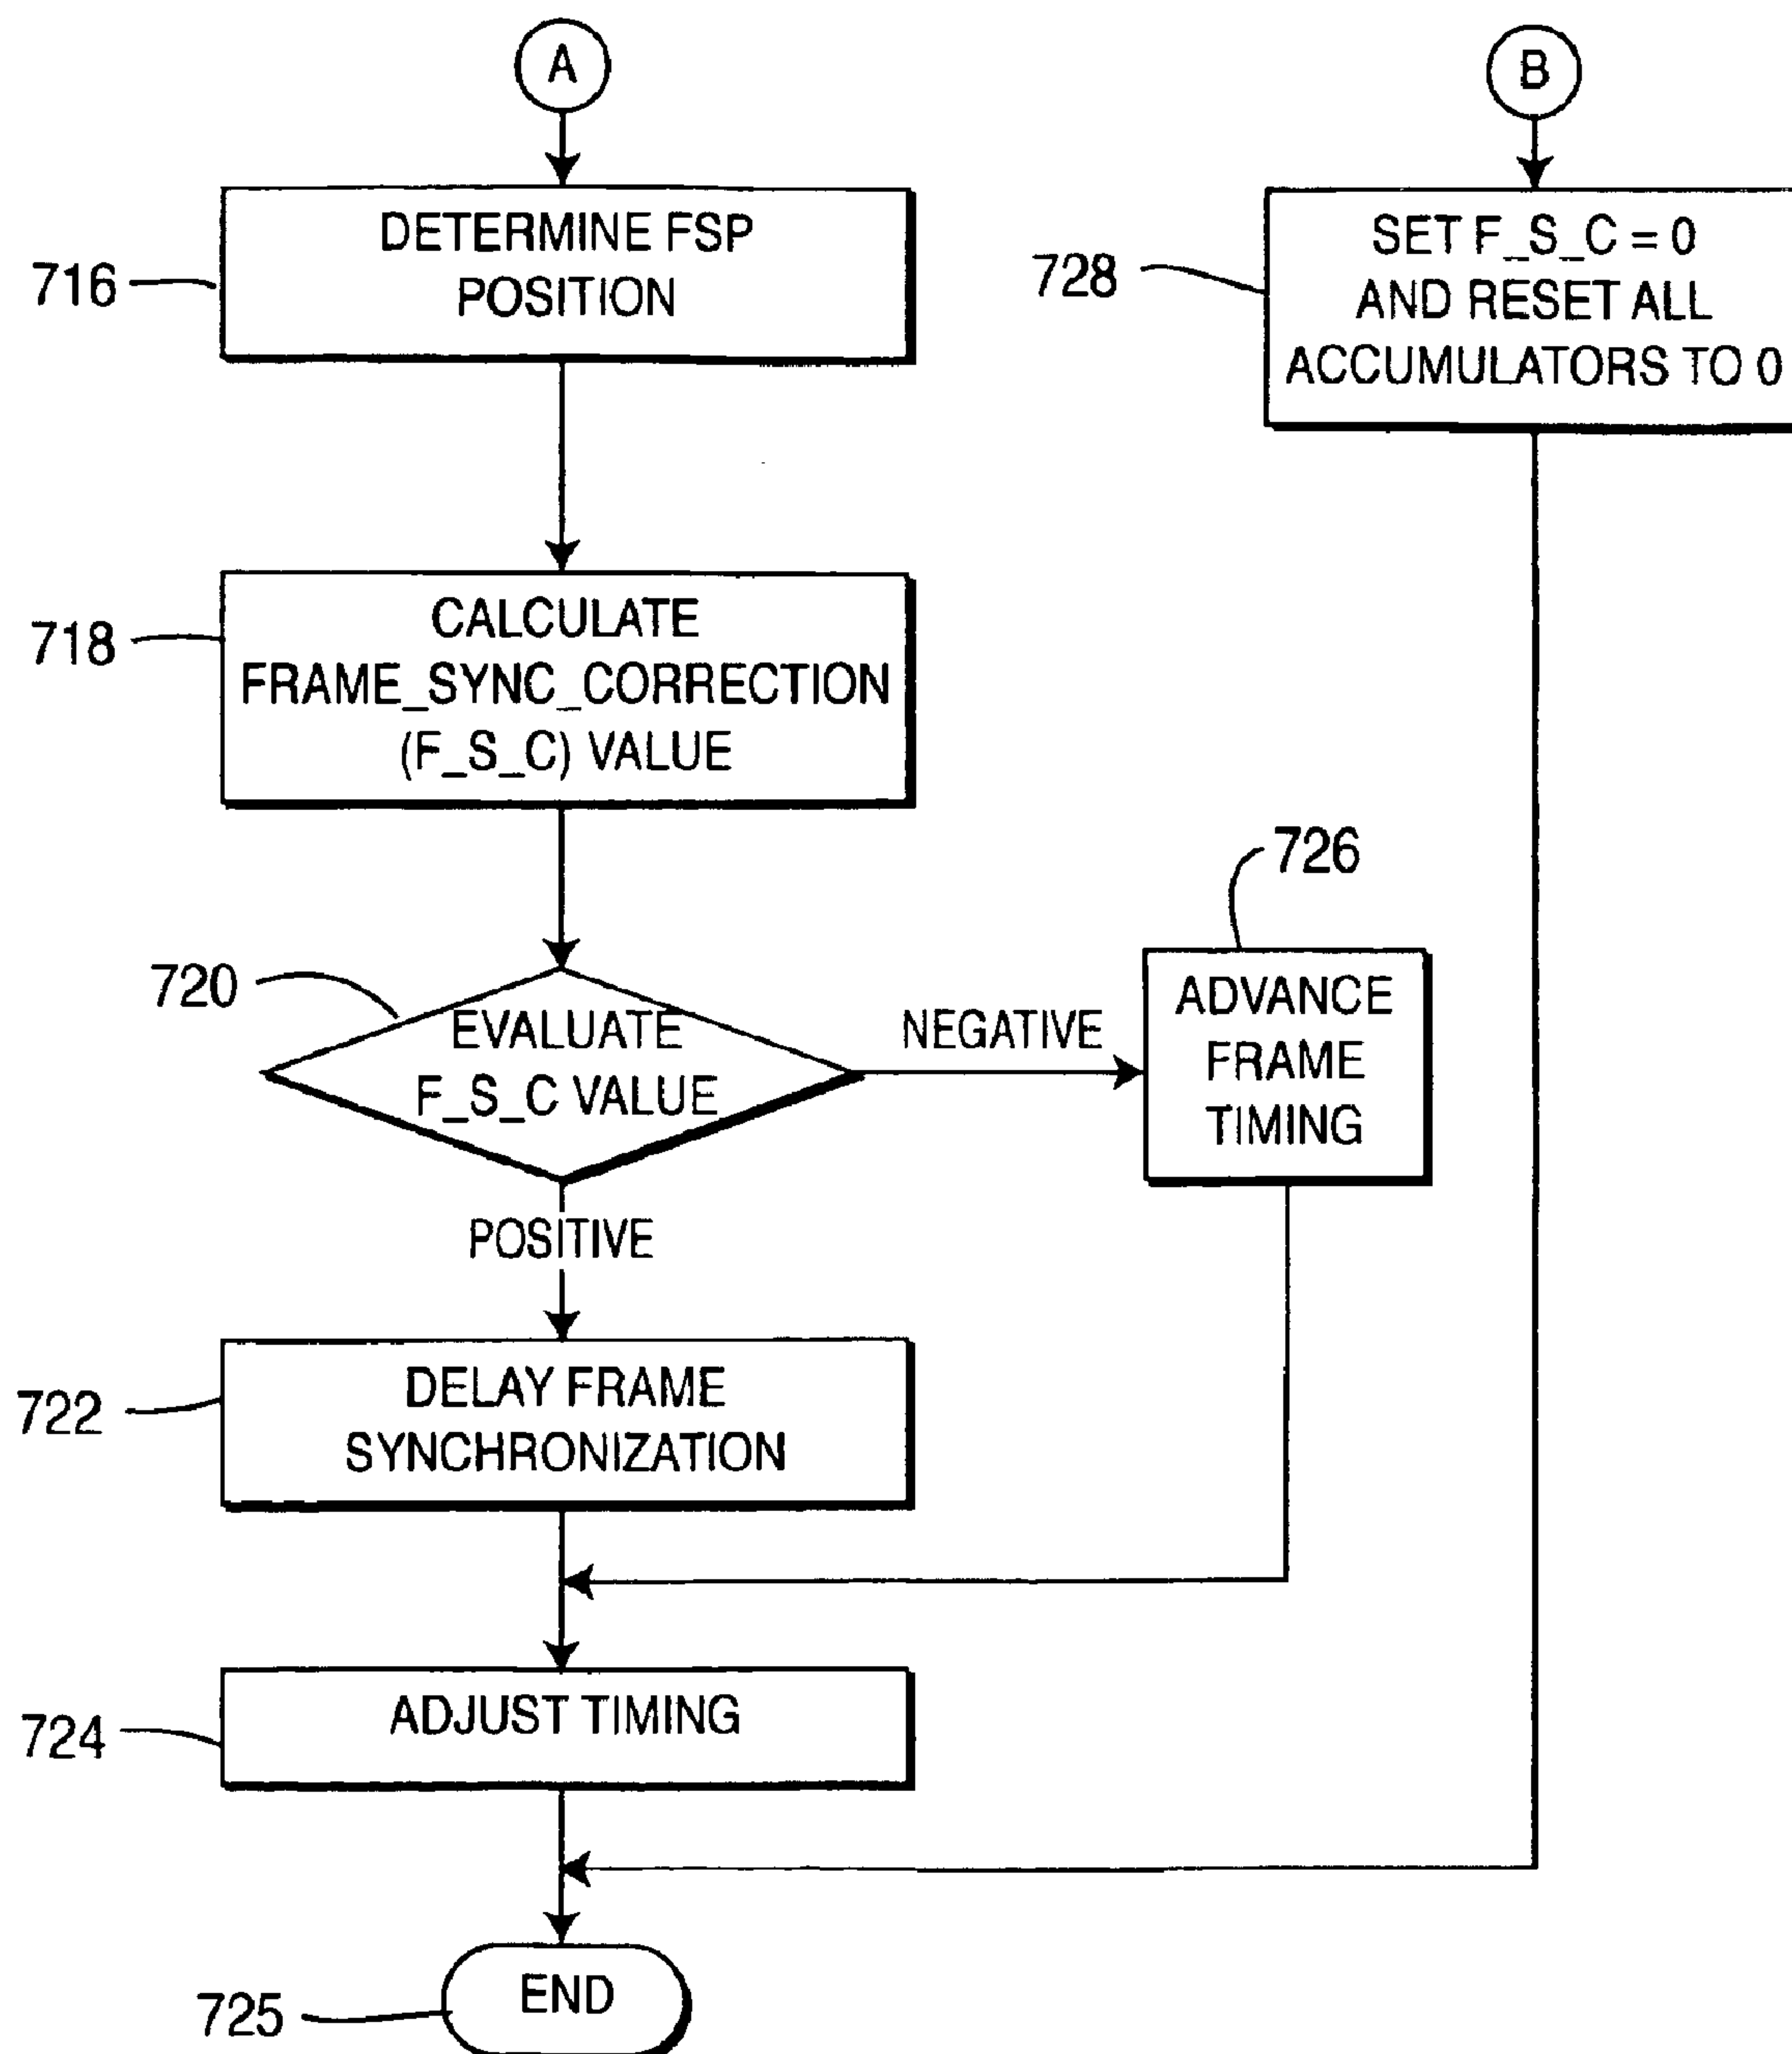 A
B
DETERMINE FSP
POSITION
716
SET F_S_C = 0
AND RESET ALL
ACCUMULATORS TO 0
728
CALCULATE
FRAME_SYNC_CORRECTION
(F_S_C) VALUE
718
726
ADVANCE
FRAME
TIMING
720
EVALUATE
F_S_C VALUE
NEGATIVE
POSITIVE
DELAY FRAME
SYNCHRONIZATION
722
ADJUST TIMING
724
END
725